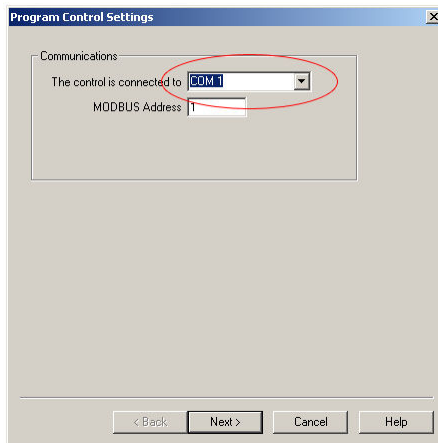 Program Control Settings
Communications
The control is connected to COM 1
MODBUS Address 1
< Back Next > Cancel Help